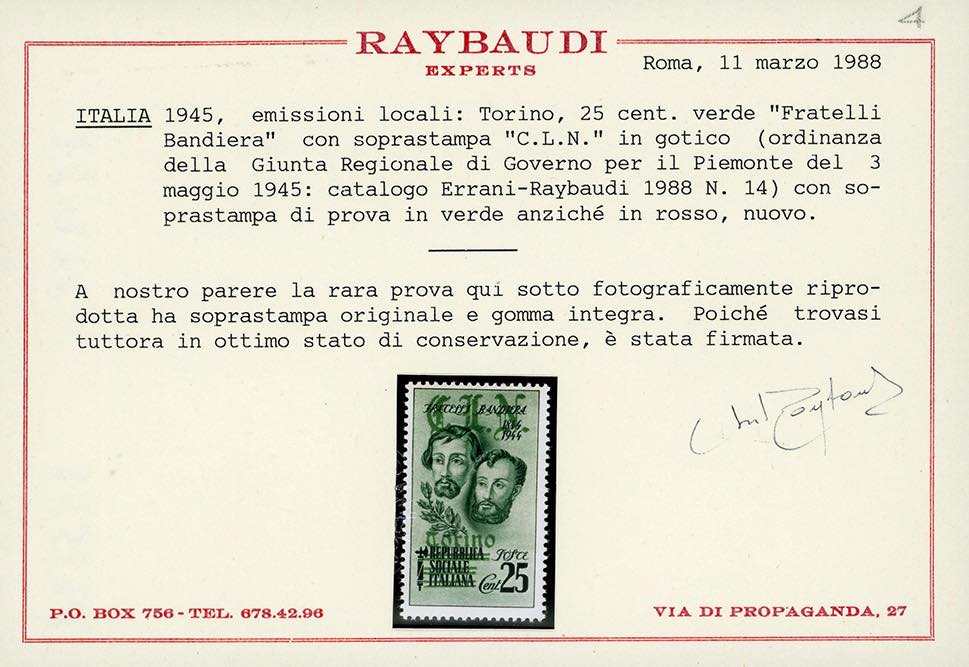 4
RAYBAUDI
EXPERTS
Roma, 11 marzo 1988
ITALIA 1945, emissioni locali: Torino, 25 cent. verde "Fratelli
Bandiera" con soprastampa "C.L.N." in gotico (ordinanza
della Giunta Regionale di Governo per il Piemonte del 3
maggio 1945: catalogo Errani-Raybaudi 1988 N. 14) con so-
prastampa di prova in verde anziché in rosso, nuovo.
A nostro parere la rara prova qui sotto fotograficamente ripro-
dotta ha soprastampa originale e gomma integra. Poiché trovasi
tuttora in ottimo stato di conservazione, è stata firmata.
C.L.N.
FRATELLI BANDIERA
1844
1944
Torino
REPUBBLICA
SOCIALE
ITALIANA
POSTE
Cent. 25
P.O. BOX 756 - TEL. 678.42.96
VIA DI PROPAGANDA, 27